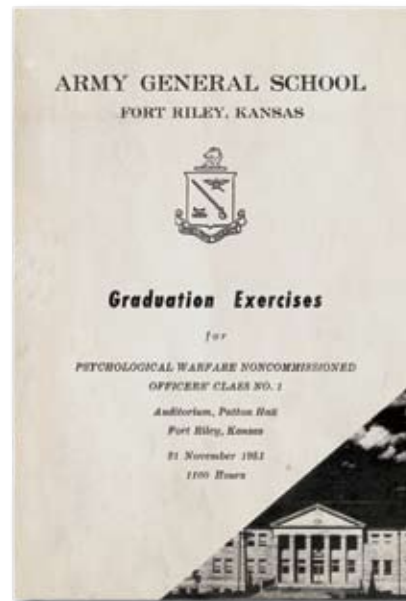 ARMY GENERAL SCHOOL
FORT RILEY, KANSAS
Graduation Exercises
for
PSYCHOLOGICAL WARFARE NONCOMMISSIONED
OFFICERS' CLASS NO. 1
Auditorium, Patton Hall
Fort Riley, Kansas
21 November 1951
1100 Hours